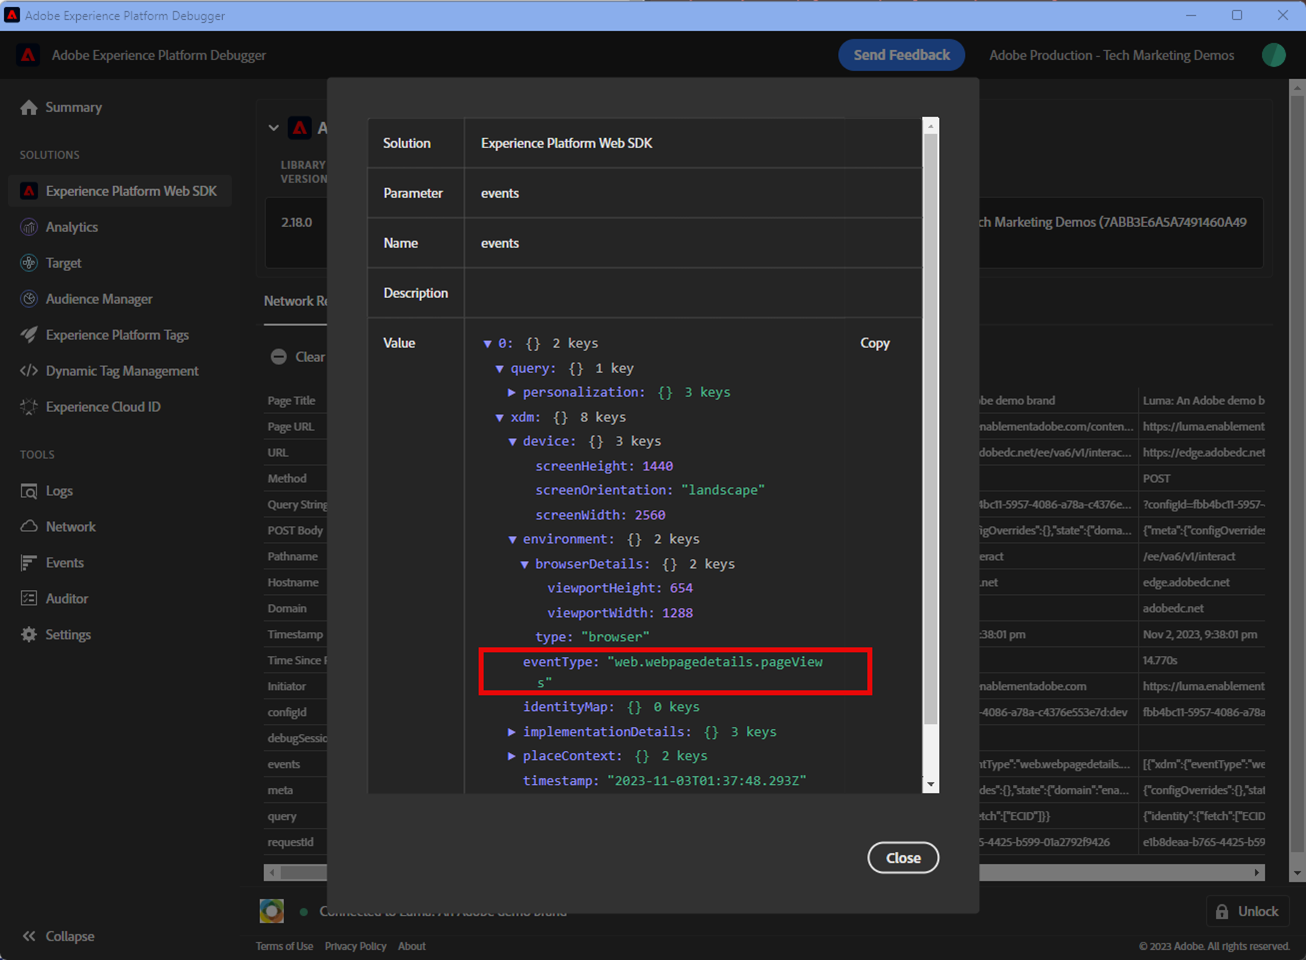 Adobe Experience Platform Debugger
Adobe Experience Platform Debugger
Send Feedback
Adobe Production - Tech Marketing Demos
Summary
SOLUTIONS
Experience Platform Web SDK
Analytics
Target
Audience Manager
Experience Platform Tags
Dynamic Tag Management
Experience Cloud ID
TOOLS
Logs
Network
Events
Auditor
Settings
Collapse
A
LIBRARY
VERSION
2.18.0
ch Marketing Demos (7ABB3E6A5A7491460A49
Network Re
Clear
Page Title
Page URL
URL
Method
Query String
POST Body
Pathname
Hostname
Domain
Timestamp
Time Since
Initiator
configId
debugSessio
events
meta
query
requestId
Solution
Experience Platform Web SDK
Parameter
events
Name
events
Description
Value
0: {} 2 keys
Copy
query: {} 1 key
personalization: {} 3 keys
xdm: {} 8 keys
device: {} 3 keys
screenHeight: 1440
screenOrientation: "landscape"
screenWidth: 2560
environment: {} 2 keys
browserDetails: {} 2 keys
viewportHeight: 654
viewportWidth: 1288
type: "browser"
eventType: "web.webpagedetails.pageView
s"
identityMap: {} 0 keys
implementationDetails: {} 3 keys
placeContext: {} 2 keys
timestamp: "2023-11-03T01:37:48.293Z"
Close
be demo brand
Luma: An Adobe demo b
enablementadobe.com/conten...
https://luma.enablement
adobedc.net/ee/va6/v1/interac...
https://edge.adobedc.net
POST
4bc11-5957-4086-a78a-c4376e...
?configId=fbb4bc11-5957-
figOverrides":{},"state":{"doma...
{"meta":{"configOverrides
eract
/ee/va6/v1/interact
.net
edge.adobedc.net
adobedc.net
:38:01 pm
Nov 2, 2023, 9:38:01 pm
14.770s
enablementadobe.com
https://luma.enablement
-4086-a78a-c4376e553e7d:dev
fbb4bc11-5957-4086-a78a
ntType":"web.webpagedetails....
[{"xdm":{"eventType":"we
des":{},"state":{"domain":"ena...
{"configOverrides":{},"stat
etch":["ECID"]}}
{"identity":{"fetch":["ECID
5-4425-b599-01a2792f9426
e1b8deaa-b765-4425-b59
Connected to Luma: An Adobe demo brand
Unlock
Terms of Use Privacy Policy About
© 2023 Adobe. All rights reserved.